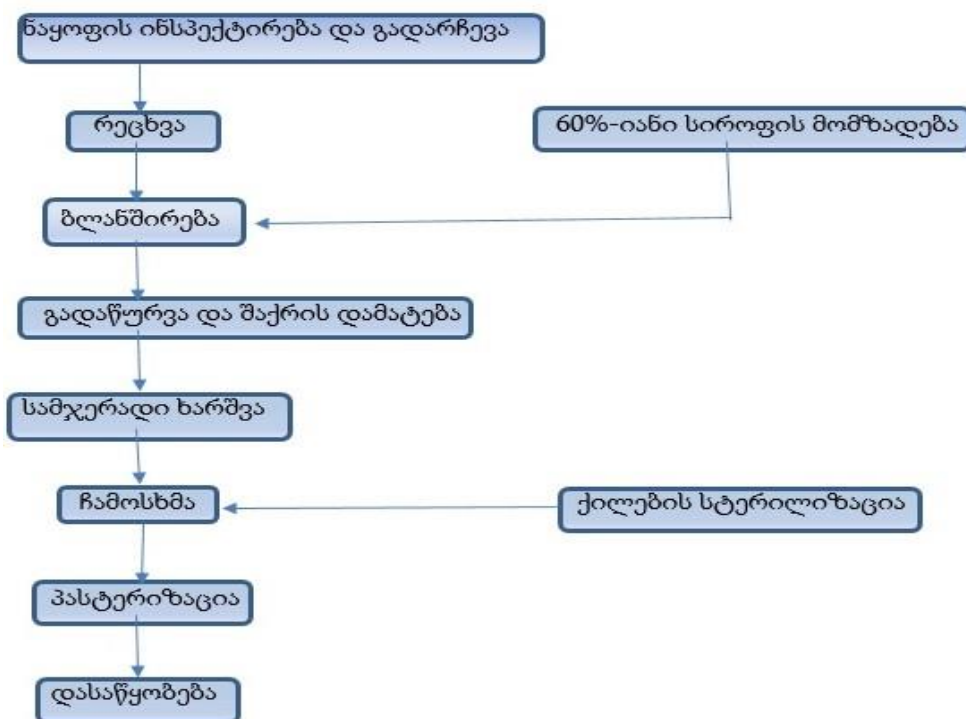 ნაყოფის ინსპექტირება და გადარჩევა
რეცხვა
60%-იანი სიროფის მომზადება
ბლანშირება
გადაწურვა და შაქრის დამატება
სამჯერადი ხარშვა
ჩამოსხმა
ქილების სტერილიზაცია
პასტერიზაცია
დასაწყობება